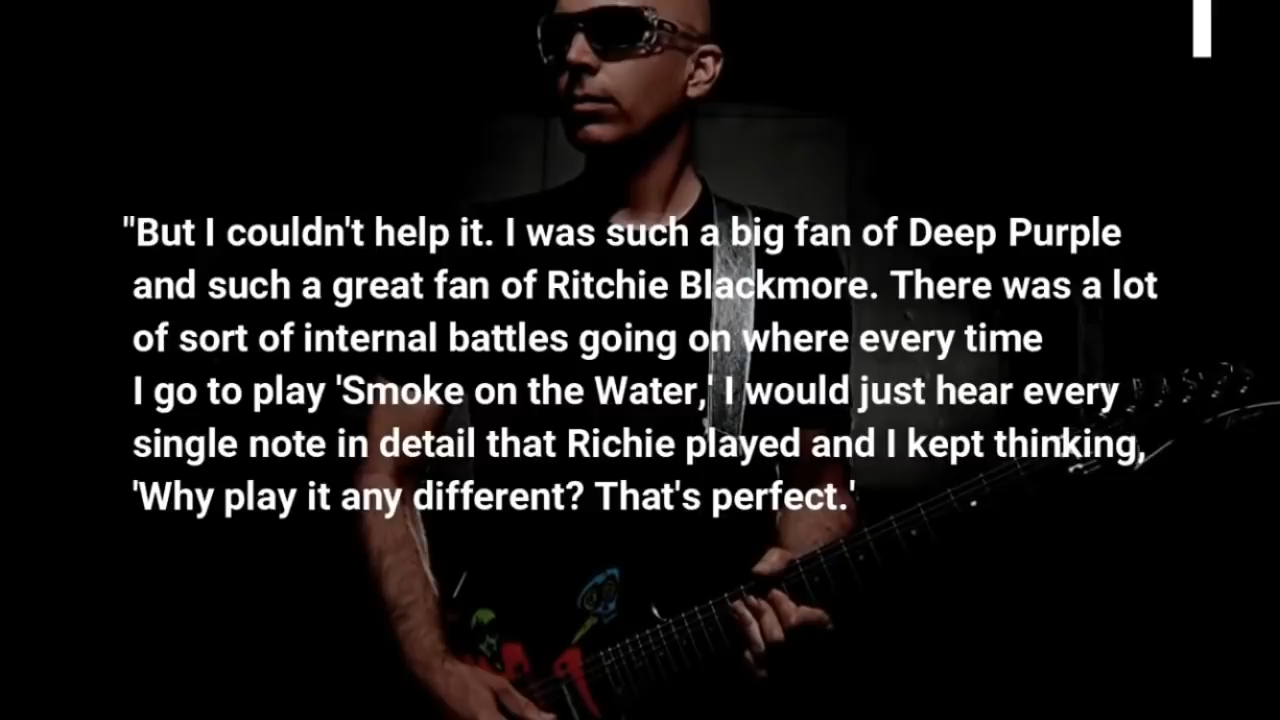 "But I couldn't help it. I was such a big fan of Deep Purple
and such a great fan of Ritchie Blackmore. There was a lot
of sort of internal battles going on where every time
I go to play 'Smoke on the Water,' I would just hear every
single note in detail that Richie played and I kept thinking,
'Why play it any different? That's perfect.'